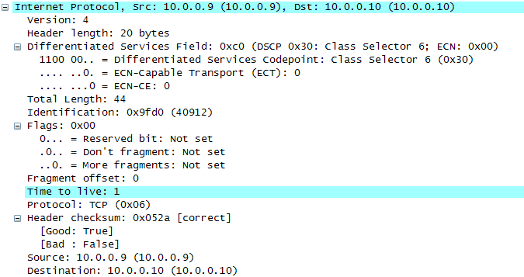 Internet Protocol, Src: 10.0.0.9 (10.0.0.9), Dst: 10.0.0.10 (10.0.0.10)
Version: 4
Header length: 20 bytes
Differentiated Services Field: 0xc0 (DSCP 0x30: Class Selector 6; ECN: 0x00)
1100 00.. = Differentiated Services Codepoint: Class Selector 6 (0x30)
.... ..0. = ECN-Capable Transport (ECT): 0
.... ...0 = ECN-CE: 0
Total Length: 44
Identification: 0x9fd0 (40912)
Flags: 0x00
0... = Reserved bit: Not set
.0.. = Don't fragment: Not set
..0. = More fragments: Not set
Fragment offset: 0
Time to live: 1
Protocol: TCP (0x06)
Header checksum: 0x052a [correct]
[Good: True]
[Bad : False]
Source: 10.0.0.9 (10.0.0.9)
Destination: 10.0.0.10 (10.0.0.10)